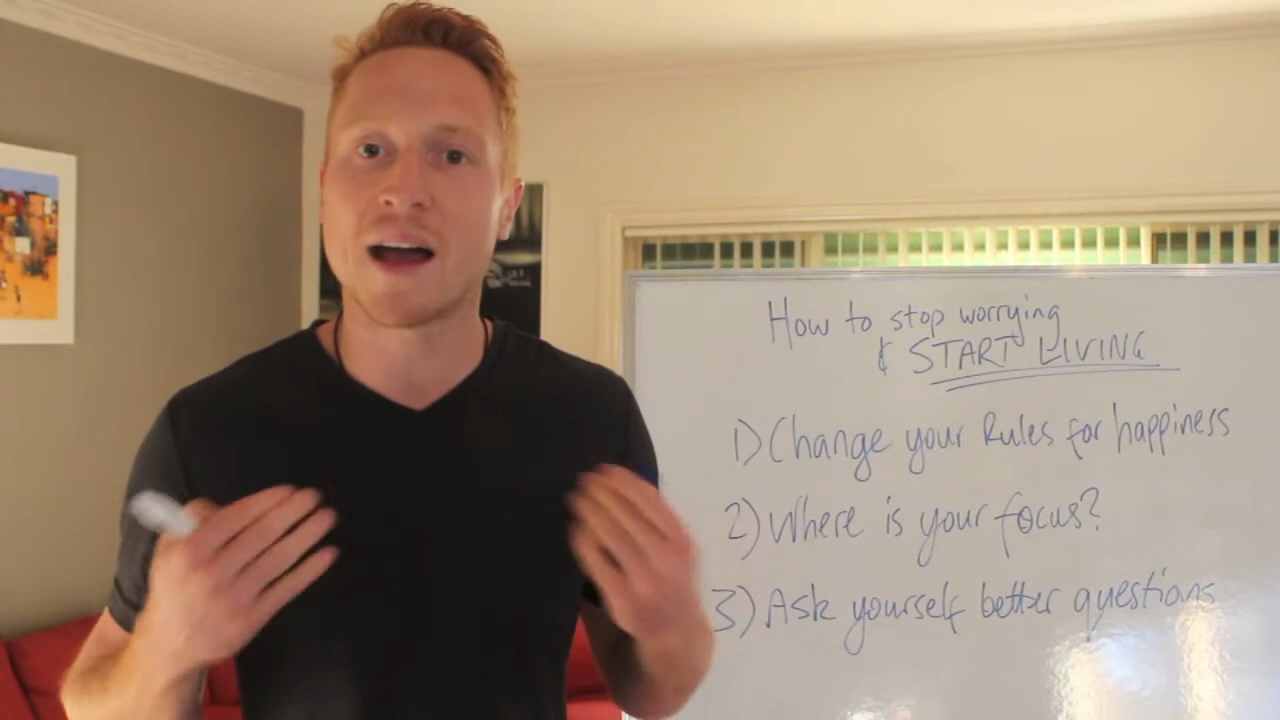 How to stop worrying
& START LIVING
1) Change your Rules for happiness
2) Where is your focus?
3) Ask yourself better questions